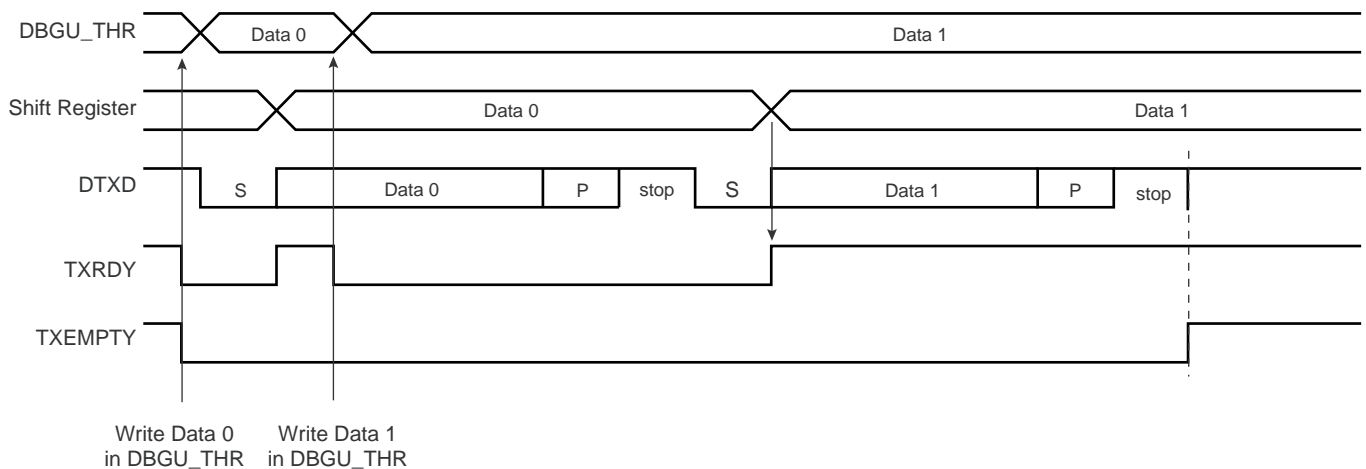 DBGU_THR Data 0 Data 1
Shift Register Data 0 Data 1
DTXD S Data 0 P stop S Data 1 P stop
TXRDY
TXEMPTY
Write Data 0 Write Data 1
in DBGU_THR in DBGU_THR